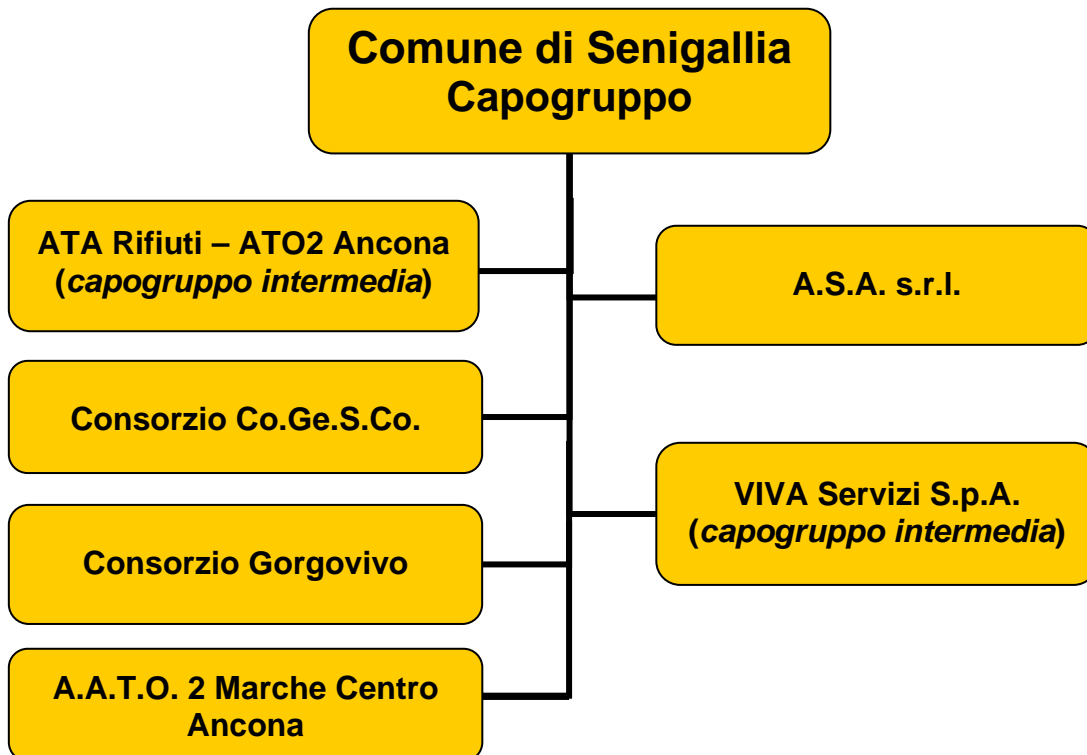 Comune di Senigallia
Capogruppo
ATA Rifiuti – ATO2 Ancona
(capogruppo intermedia)
A.S.A. s.r.l.
Consorzio Co.Ge.S.Co.
VIVA Servizi S.p.A.
(capogruppo intermedia)
Consorzio Gorgovivo
A.A.T.O. 2 Marche Centro
Ancona